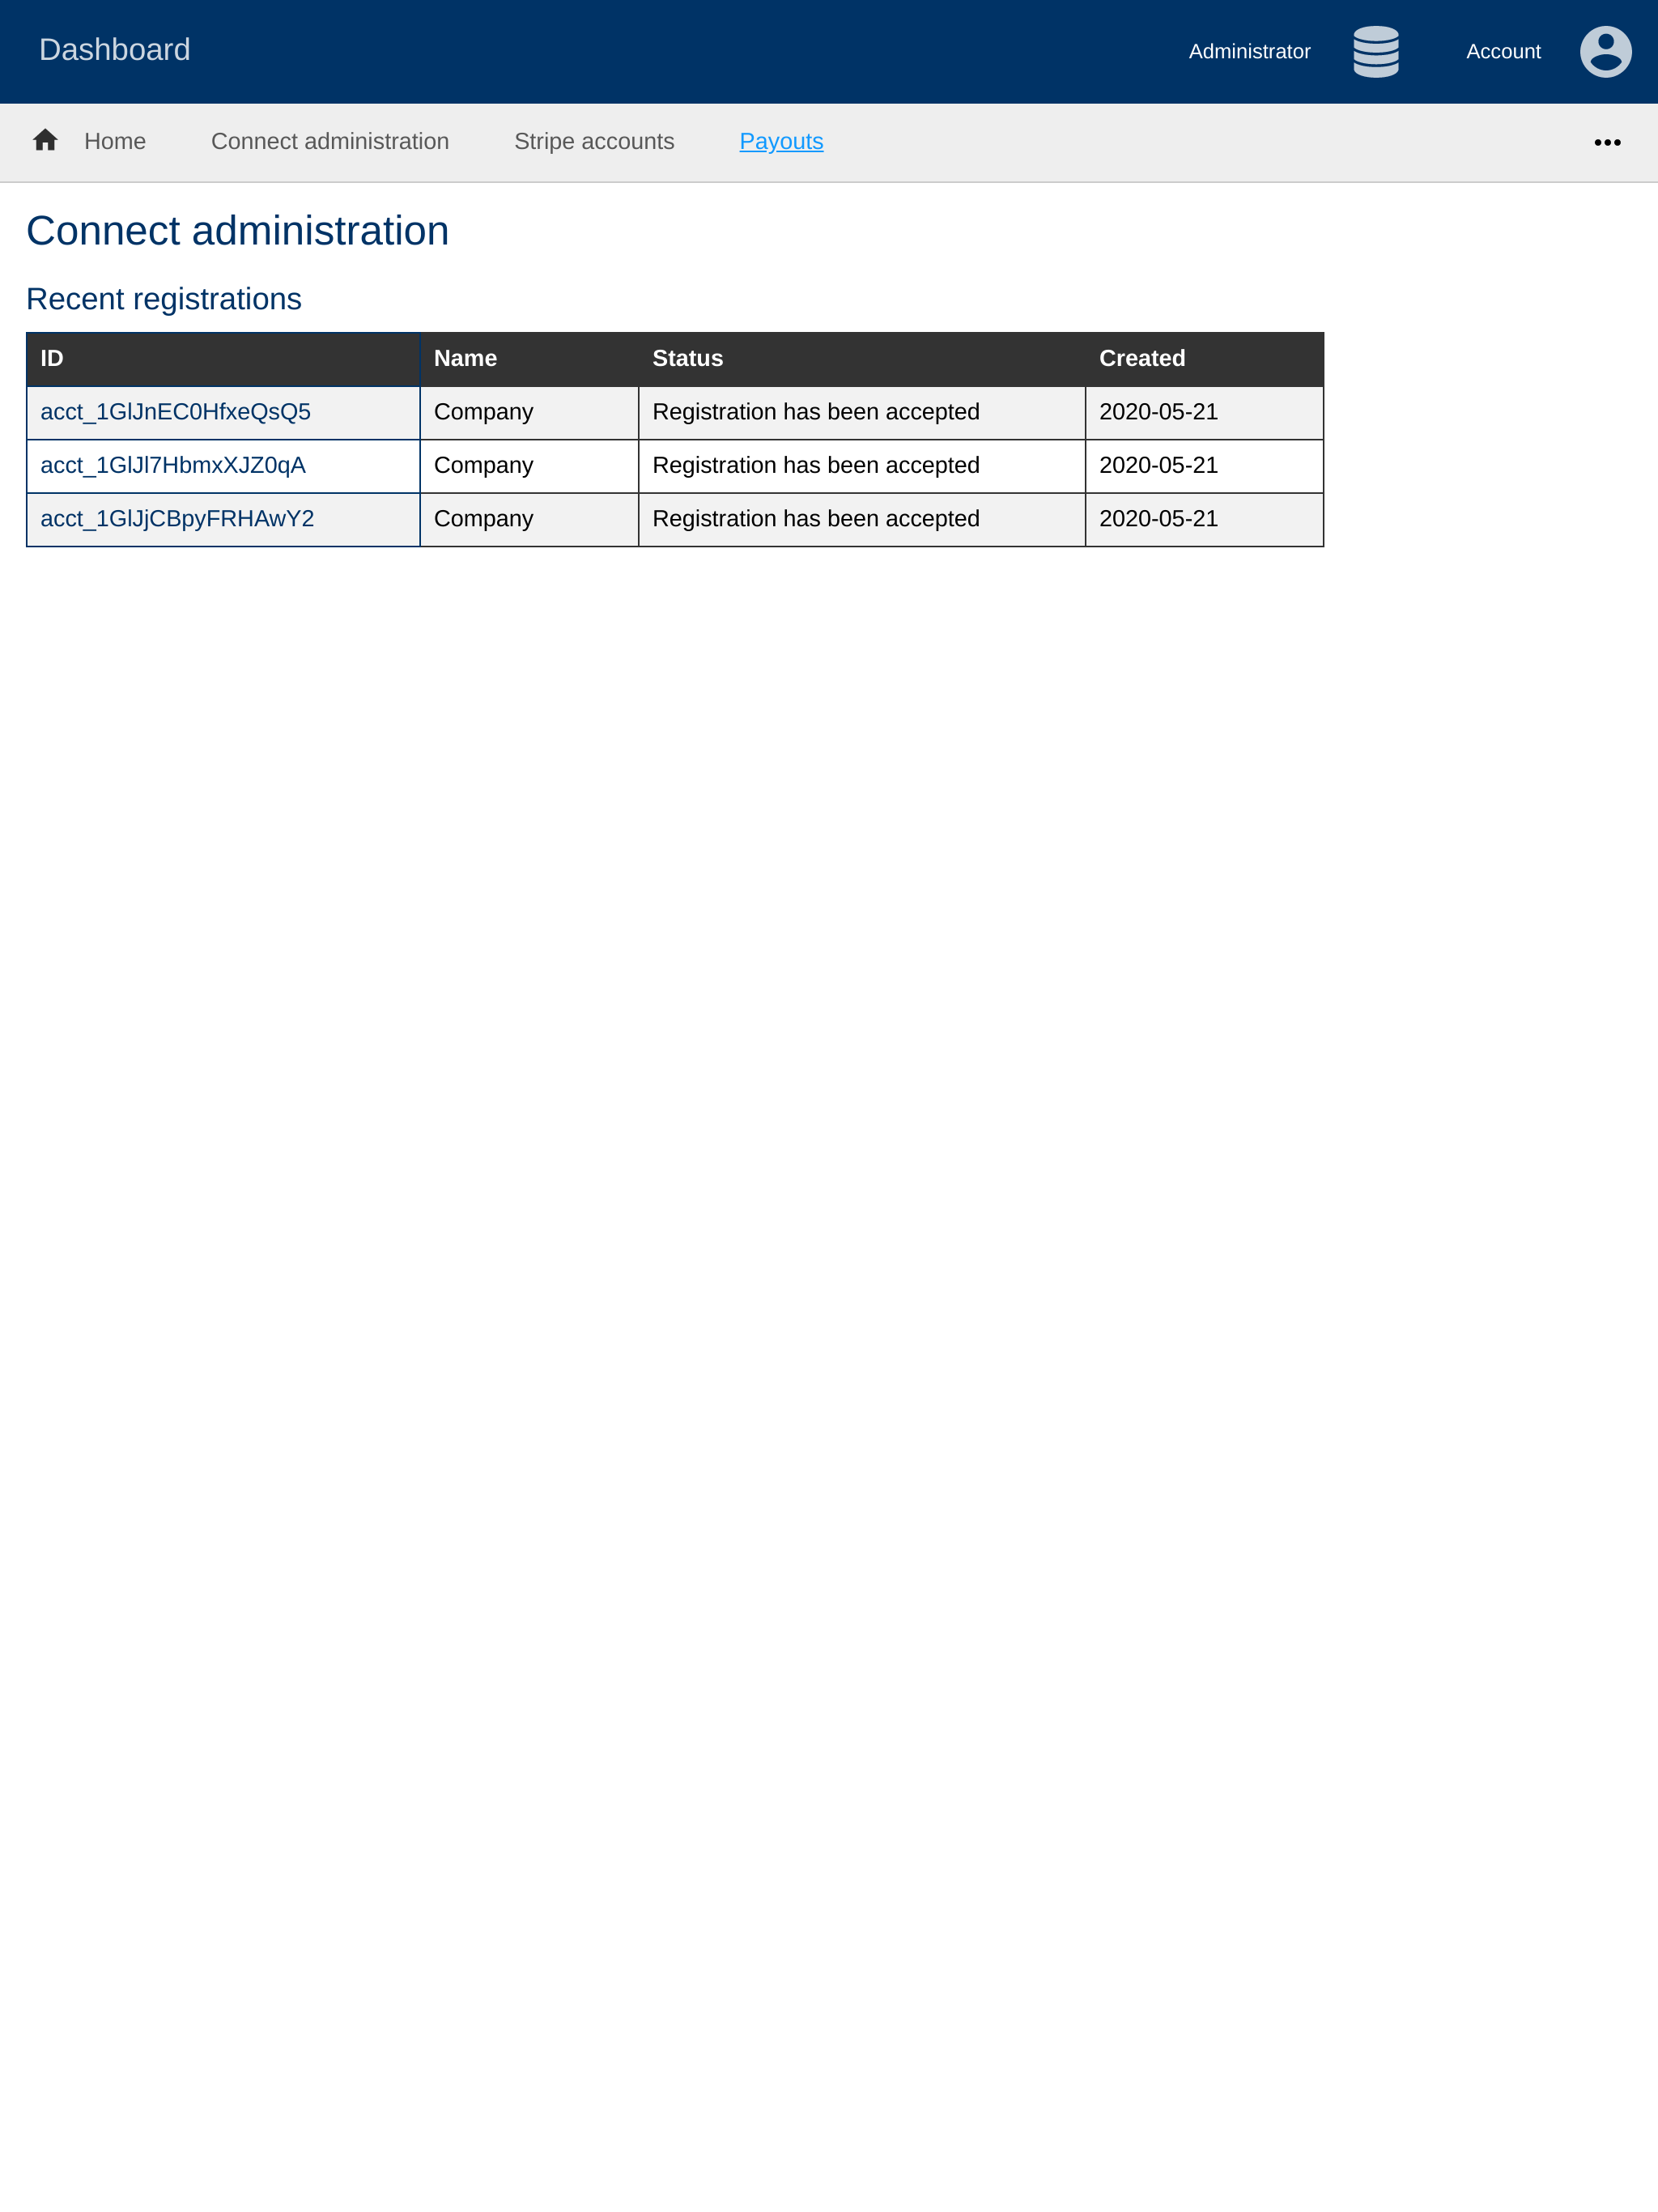 Dashboard Administrator Account
Home Connect administration Stripe accounts Payouts
Connect administration
Recent registrations
ID Name Status Created
acct_1GlJnEC0HfxeQsQ5 Company Registration has been accepted 2020-05-21
acct_1GlJl7HbmxXJZ0qA Company Registration has been accepted 2020-05-21
acct_1GlJjCBpyFRHAwY2 Company Registration has been accepted 2020-05-21